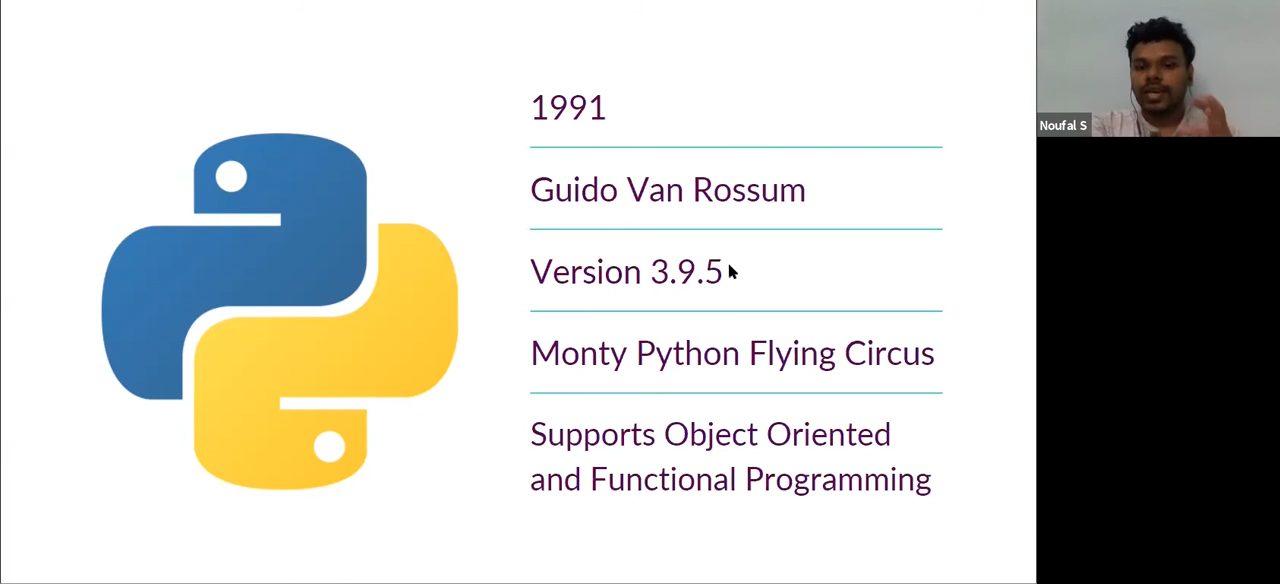 1991
Guido Van Rossum
Version 3.9.5
Monty Python Flying Circus
Supports Object Oriented
and Functional Programming
Noufal S